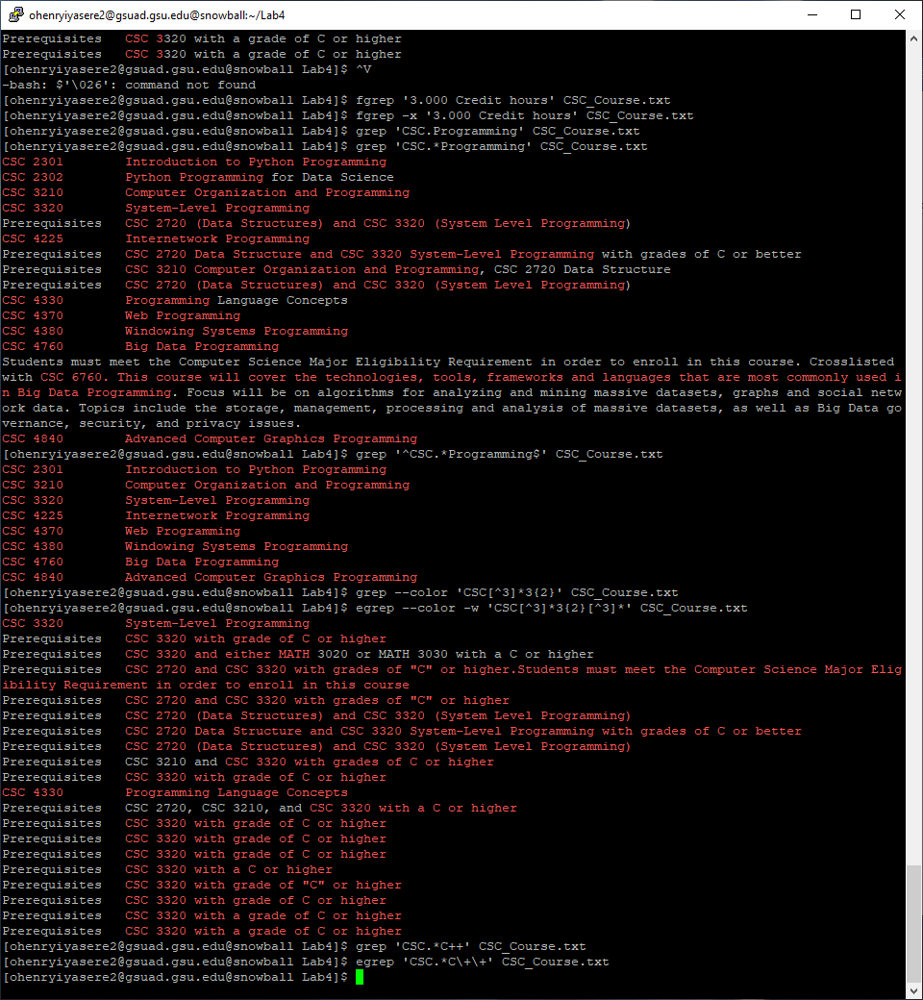 ohenryiyasere2@gsuad.gsu.edu@snowball:~/Lab4
Prerequisites   CSC 3320 with a grade of C or higher
Prerequisites   CSC 3320 with a grade of C or higher
[ohenryiyasere2@gsuad.gsu.edu@snowball Lab4]$ ^V
-bash: $'\026': command not found
[ohenryiyasere2@gsuad.gsu.edu@snowball Lab4]$ fgrep '3.000 Credit hours' CSC_Course.txt
[ohenryiyasere2@gsuad.gsu.edu@snowball Lab4]$ fgrep -x '3.000 Credit hours' CSC_Course.txt
[ohenryiyasere2@gsuad.gsu.edu@snowball Lab4]$ grep 'CSC.Programming' CSC_Course.txt
[ohenryiyasere2@gsuad.gsu.edu@snowball Lab4]$ grep 'CSC.*Programming' CSC_Course.txt
CSC 2301        Introduction to Python Programming
CSC 2302        Python Programming for Data Science
CSC 3210        Computer Organization and Programming
CSC 3320        System-Level Programming
Prerequisites   CSC 2720 (Data Structures) and CSC 3320 (System Level Programming)
CSC 4225        Internetwork Programming
Prerequisites   CSC 2720 Data Structure and CSC 3320 System-Level Programming with grades of C or better
Prerequisites   CSC 3210 Computer Organization and Programming, CSC 2720 Data Structure
Prerequisites   CSC 2720 (Data Structures) and CSC 3320 (System Level Programming)
CSC 4330        Programming Language Concepts
CSC 4370        Web Programming
CSC 4380        Windowing Systems Programming
CSC 4760        Big Data Programming
Students must meet the Computer Science Major Eligibility Requirement in order to enroll in this course. Crosslisted
with CSC 6760. This course will cover the technologies, tools, frameworks and languages that are most commonly used i
n Big Data Programming. Focus will be on algorithms for analyzing and mining massive datasets, graphs and social netw
ork data. Topics include the storage, management, processing and analysis of massive datasets, as well as Big Data go
vernance, security, and privacy issues.
CSC 4840        Advanced Computer Graphics Programming
[ohenryiyasere2@gsuad.gsu.edu@snowball Lab4]$ grep '^CSC.*Programming$' CSC_Course.txt
CSC 2301        Introduction to Python Programming
CSC 3210        Computer Organization and Programming
CSC 3320        System-Level Programming
CSC 4225        Internetwork Programming
CSC 4370        Web Programming
CSC 4380        Windowing Systems Programming
CSC 4760        Big Data Programming
CSC 4840        Advanced Computer Graphics Programming
[ohenryiyasere2@gsuad.gsu.edu@snowball Lab4]$ grep --color 'CSC[^3]*3{2}' CSC_Course.txt
[ohenryiyasere2@gsuad.gsu.edu@snowball Lab4]$ egrep --color -w 'CSC[^3]*3{2}[^3]*' CSC_Course.txt
CSC 3320        System-Level Programming
Prerequisites   CSC 3320 with grade of C or higher
Prerequisites   CSC 3320 and either MATH 3020 or MATH 3030 with a C or higher
Prerequisites   CSC 2720 and CSC 3320 with grades of "C" or higher.Students must meet the Computer Science Major Elig
ibility Requirement in order to enroll in this course
Prerequisites   CSC 2720 and CSC 3320 with grades of "C" or higher
Prerequisites   CSC 2720 (Data Structures) and CSC 3320 (System Level Programming)
Prerequisites   CSC 2720 Data Structure and CSC 3320 System-Level Programming with grades of C or better
Prerequisites   CSC 2720 (Data Structures) and CSC 3320 (System Level Programming)
Prerequisites   CSC 3210 and CSC 3320 with grades of C or higher
Prerequisites   CSC 3320 with grade of C or higher
CSC 4330        Programming Language Concepts
Prerequisites   CSC 2720, CSC 3210, and CSC 3320 with a C or higher
Prerequisites   CSC 3320 with grade of C or higher
Prerequisites   CSC 3320 with grade of C or higher
Prerequisites   CSC 3320 with grade of C or higher
Prerequisites   CSC 3320 with a C or higher
Prerequisites   CSC 3320 with grade of "C" or higher
Prerequisites   CSC 3320 with grade of C or higher
Prerequisites   CSC 3320 with a grade of C or higher
Prerequisites   CSC 3320 with a grade of C or higher
[ohenryiyasere2@gsuad.gsu.edu@snowball Lab4]$ grep 'CSC.*C++' CSC_Course.txt
[ohenryiyasere2@gsuad.gsu.edu@snowball Lab4]$ egrep 'CSC.*C\+\+' CSC_Course.txt
[ohenryiyasere2@gsuad.gsu.edu@snowball Lab4]$